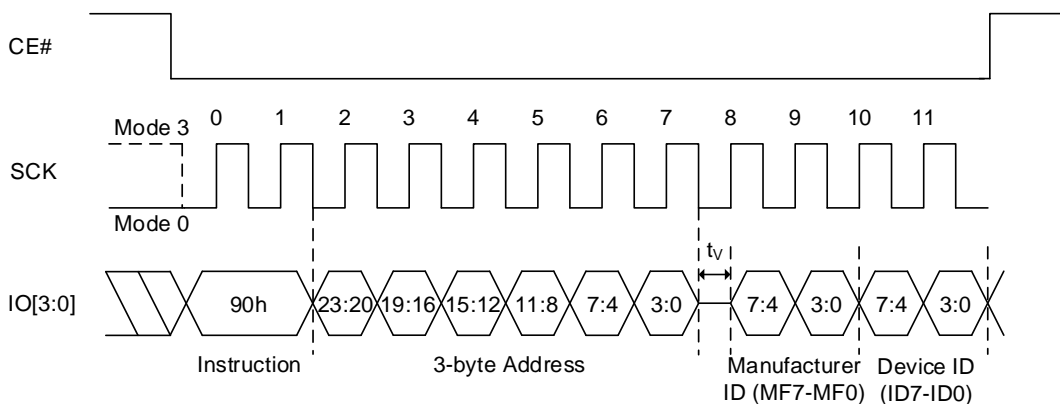 CE#
0 1 2 3 4 5 6 7 8 9 10 11
Mode 3
SCK
Mode 0
tV
IO[3:0] 90h 23:20 19:16 15:12 11:8 7:4 3:0 7:4 3:0 7:4 3:0
Instruction 3-byte Address Manufacturer Device ID
ID (MF7-MF0) (ID7-ID0)